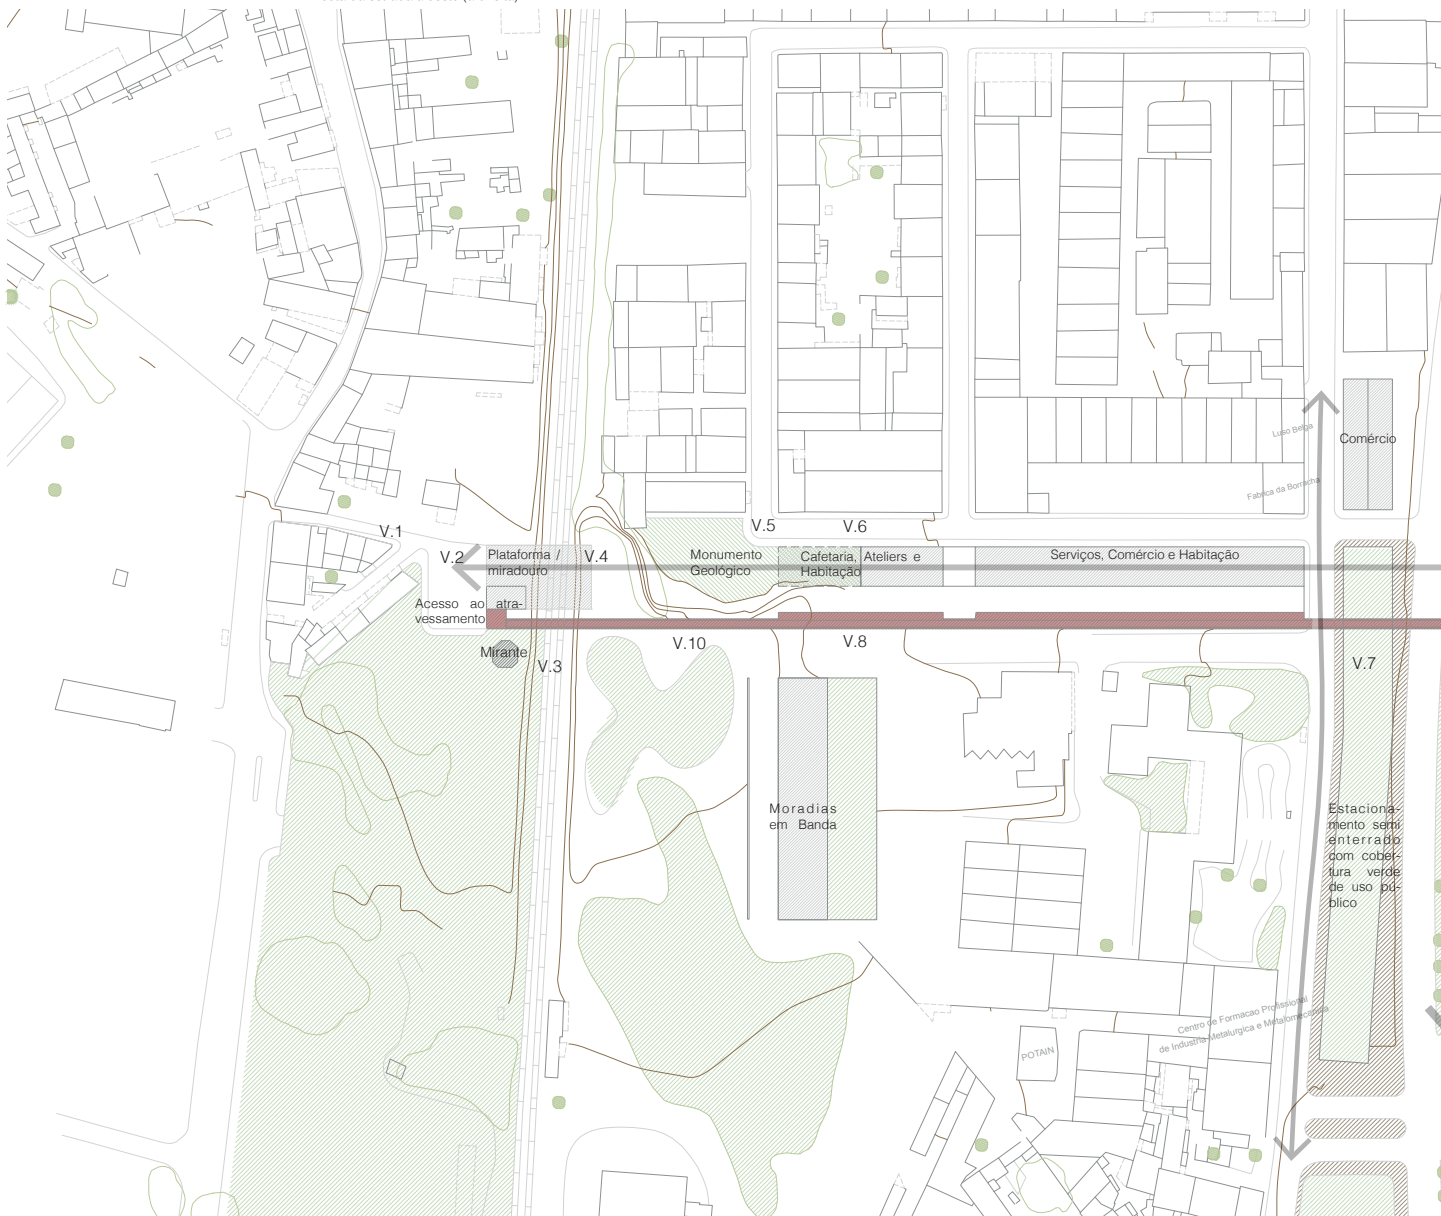 Luso Belga
Comércio
Fabrica da Borracha
V.1
V.2
Plataforma /
miradouro
V.4
V.5
V.6
Monumento
Geológico
Cafetaria,
Habitação
Ateliers e
Serviços, Comércio e Habitação
Acesso ao atra-
vessamento
Mirante
V.3
V.10
V.8
V.7
Moradias
em Banda
Estaciona-
mento semi
enterrado
com cober-
tura verde
de uso pú-
blico
Centro de Formacao Profissional
de Industria Metalurgica e Metalomecanica
POTAIN